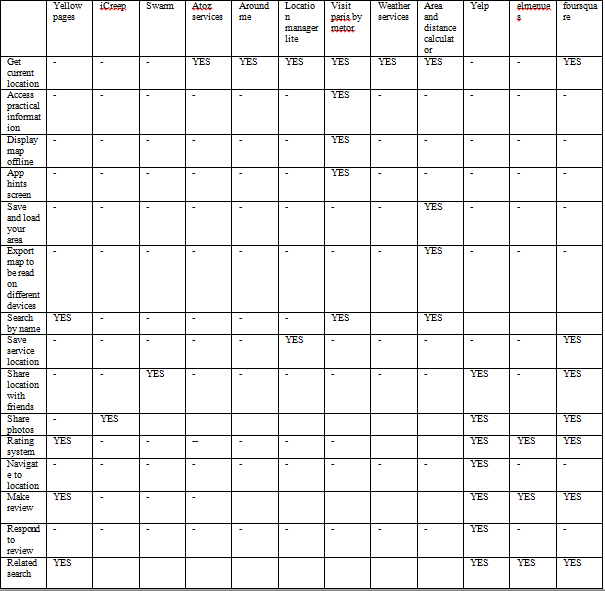 Yellow
pages
iCreep
Swarm
Atoz
services
Around
me
Locatio
n
manager
lite
Visit
paris by
metor
Weather
services
Area
and
distance
calculat
or
Yelp
elmenue
s
foursqua
re
Get - - - YES YES YES YES YES YES - - YES
current
location
Access - - - - - - YES - - - - -
practical
informat
ion
Display - - - - - - YES - - - - -
map
offline
App - - - - - - YES - - - - -
hints
screen
Save - - - - - - - - YES - - -
and load
your
area
Export - - - - - - - - YES - - -
map to
be read
on
different
devices
Search YES - - - - - YES - YES
by name
Save - - - - - YES - - - - - YES
service
location
Share - - YES - - - - - - YES - YES
location
with
friends
Share - YES YES YES
photos
Rating YES - - -- - - - YES YES YES
system
Navigat - - - - - - - - - YES - -
e to
location
Make YES - - - YES YES YES
review
Respond - - - - - - - - - YES - -
to
review
Related YES YES YES YES
search